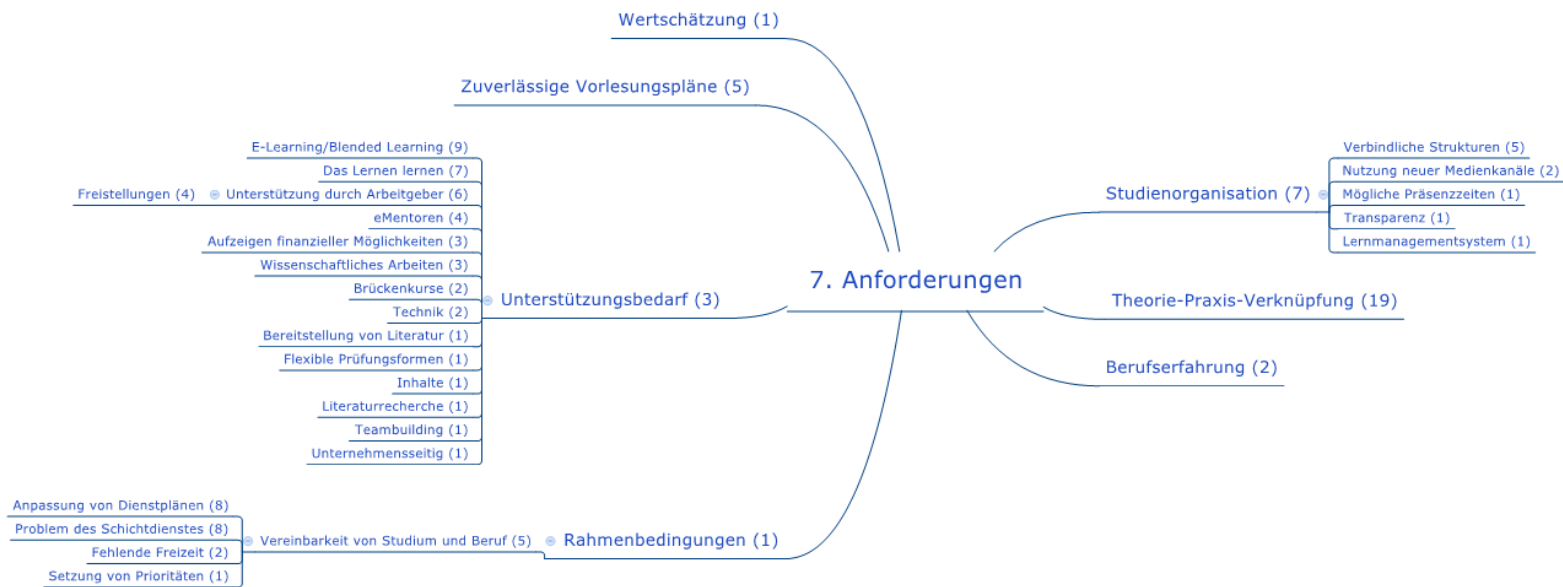 Wertschätzung (1)
Zuverlässige Vorlesungspläne (5)
E-Learning/Blended Learning (9)
Das Lernen lernen (7)
Freistellungen (4) Unterstützung durch Arbeitgeber (6)
eMentoren (4)
Aufzeigen finanzieller Möglichkeiten (3)
Wissenschaftliches Arbeiten (3)
Brückenkurse (2)
Technik (2)
Bereitstellung von Literatur (1)
Flexible Prüfungsformen (1)
Inhalte (1)
Literaturrecherche (1)
Teambuilding (1)
Unternehmensseitig (1)
Unterstützungsbedarf (3)
Anpassung von Dienstplänen (8)
Problem des Schichtdienstes (8)
Fehlende Freizeit (2)
Setzung von Prioritäten (1)
Vereinbarkeit von Studium und Beruf (5)
Rahmenbedingungen (1)
7. Anforderungen
Studienorganisation (7)
Verbindliche Strukturen (5)
Nutzung neuer Medienkanäle (2)
Mögliche Präsenzzeiten (1)
Transparenz (1)
Lernmanagementsystem (1)
Theorie-Praxis-Verknüpfung (19)
Berufserfahrung (2)